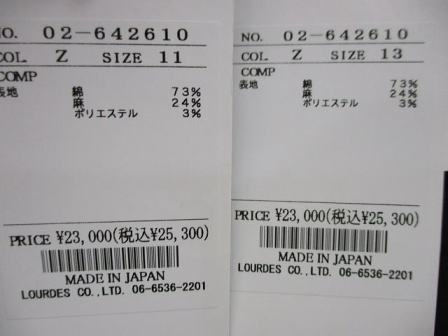 NO. 02-642610
COL Z SIZE 11
COMP
表地 綿 73%
麻 24%
ポリエステル 3%
PRICE ¥23,000(税込¥25,300)
MADE IN JAPAN
LOURDES CO.,LTD. 06-6536-2201
NO. 02-642610
COL Z SIZE 13
COMP
表地 綿 73%
麻 24%
ポリエステル 3%
PRICE ¥23,000(税込¥25,300)
MADE IN JAPAN
LOURDES CO.,LTD. 06-6536-2201